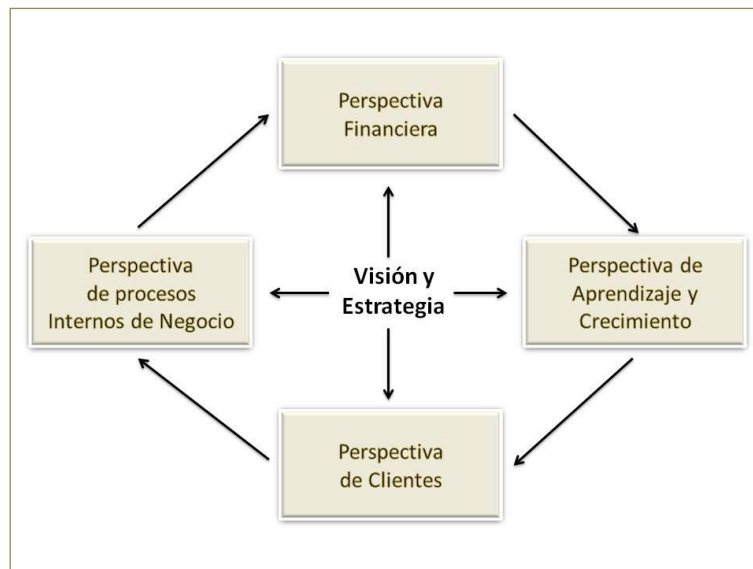 Perspectiva
Financiera
Perspectiva
de procesos
Internos de Negocio
Visión y
Estrategia
Perspectiva de
Aprendizaje y
Crecimiento
Perspectiva
de Clientes